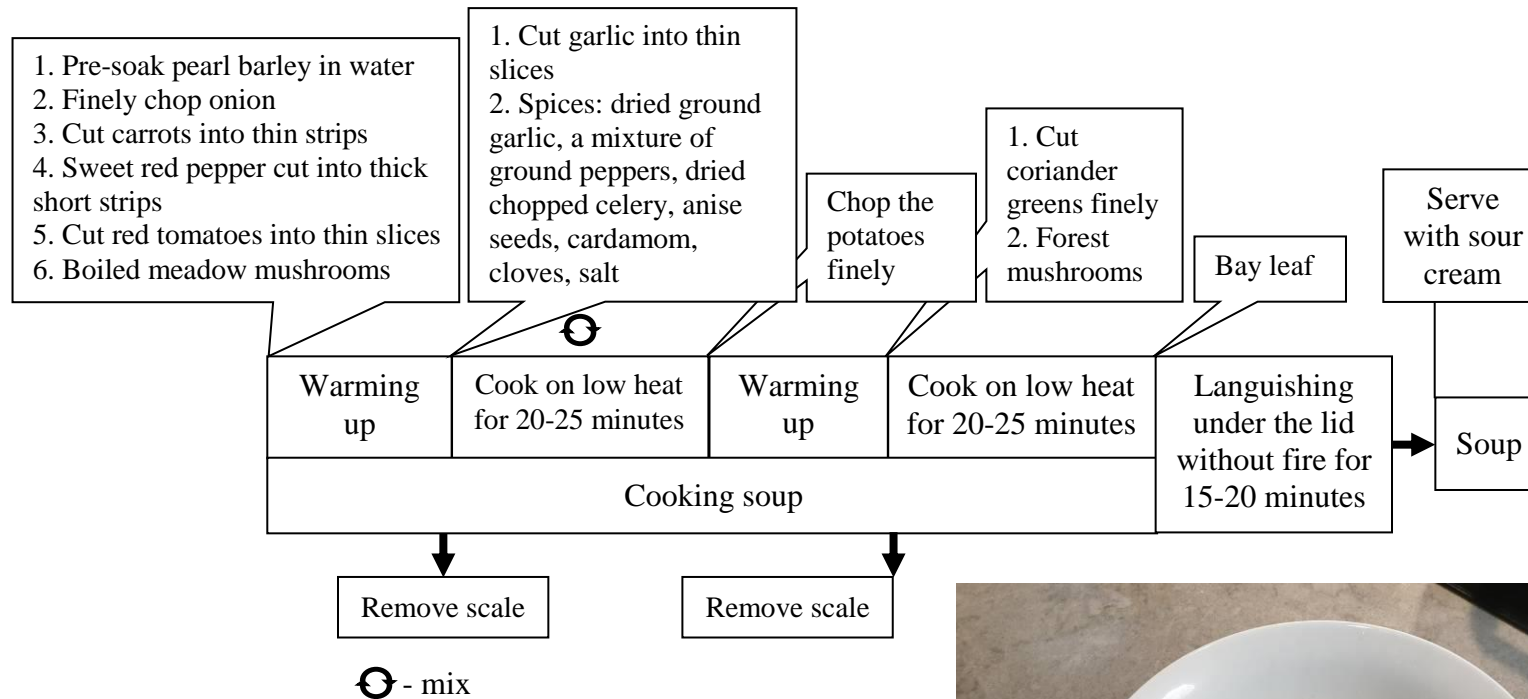 1. Pre-soak pearl barley in water
2. Finely chop onion
3. Cut carrots into thin strips
4. Sweet red pepper cut into thick
short strips
5. Cut red tomatoes into thin slices
6. Boiled meadow mushrooms
1. Cut garlic into thin
slices
2. Spices: dried ground
garlic, a mixture of
ground peppers, dried
chopped celery, anise
seeds, cardamom,
cloves, salt
Chop the
potatoes
finely
1. Cut
coriander
greens finely
2. Forest
mushrooms
Bay leaf
Serve
with sour
cream
Warming
up
Cook on low heat
for 20-25 minutes
Warming
up
Cook on low heat
for 20-25 minutes
Languishing
under the lid
without fire for
15-20 minutes
Soup
Cooking soup
Remove scale
Remove scale
- mix